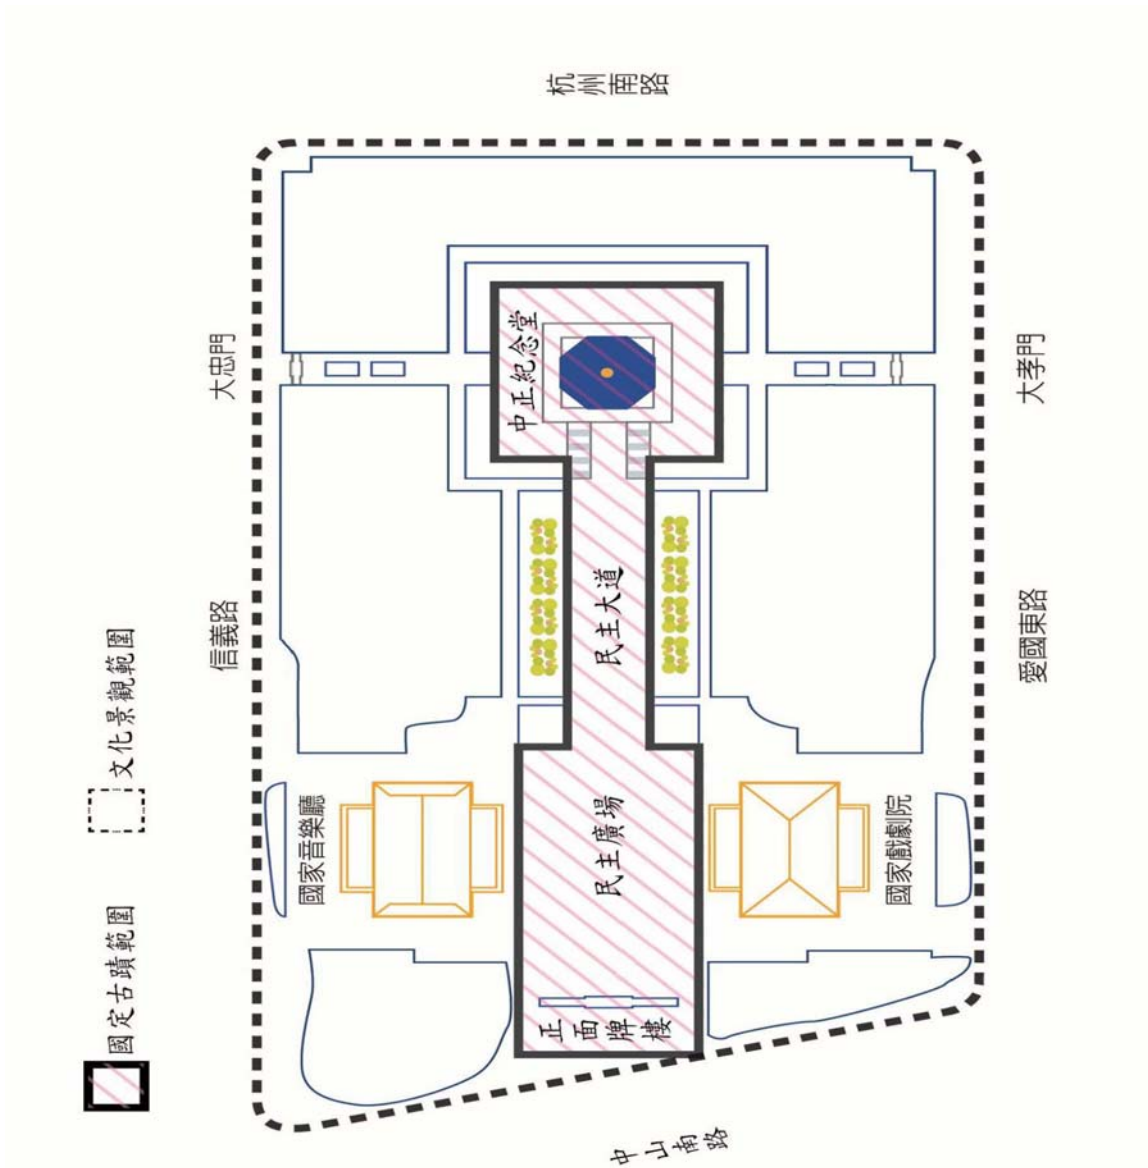 杭州南路
大忠門
中正紀念堂
大孝門
信義路
民主大道
愛國東路
文化景觀範圍
國家音樂廳
民主廣場
國家戲劇院
國定古蹟範圍
正面牌樓
中山南路